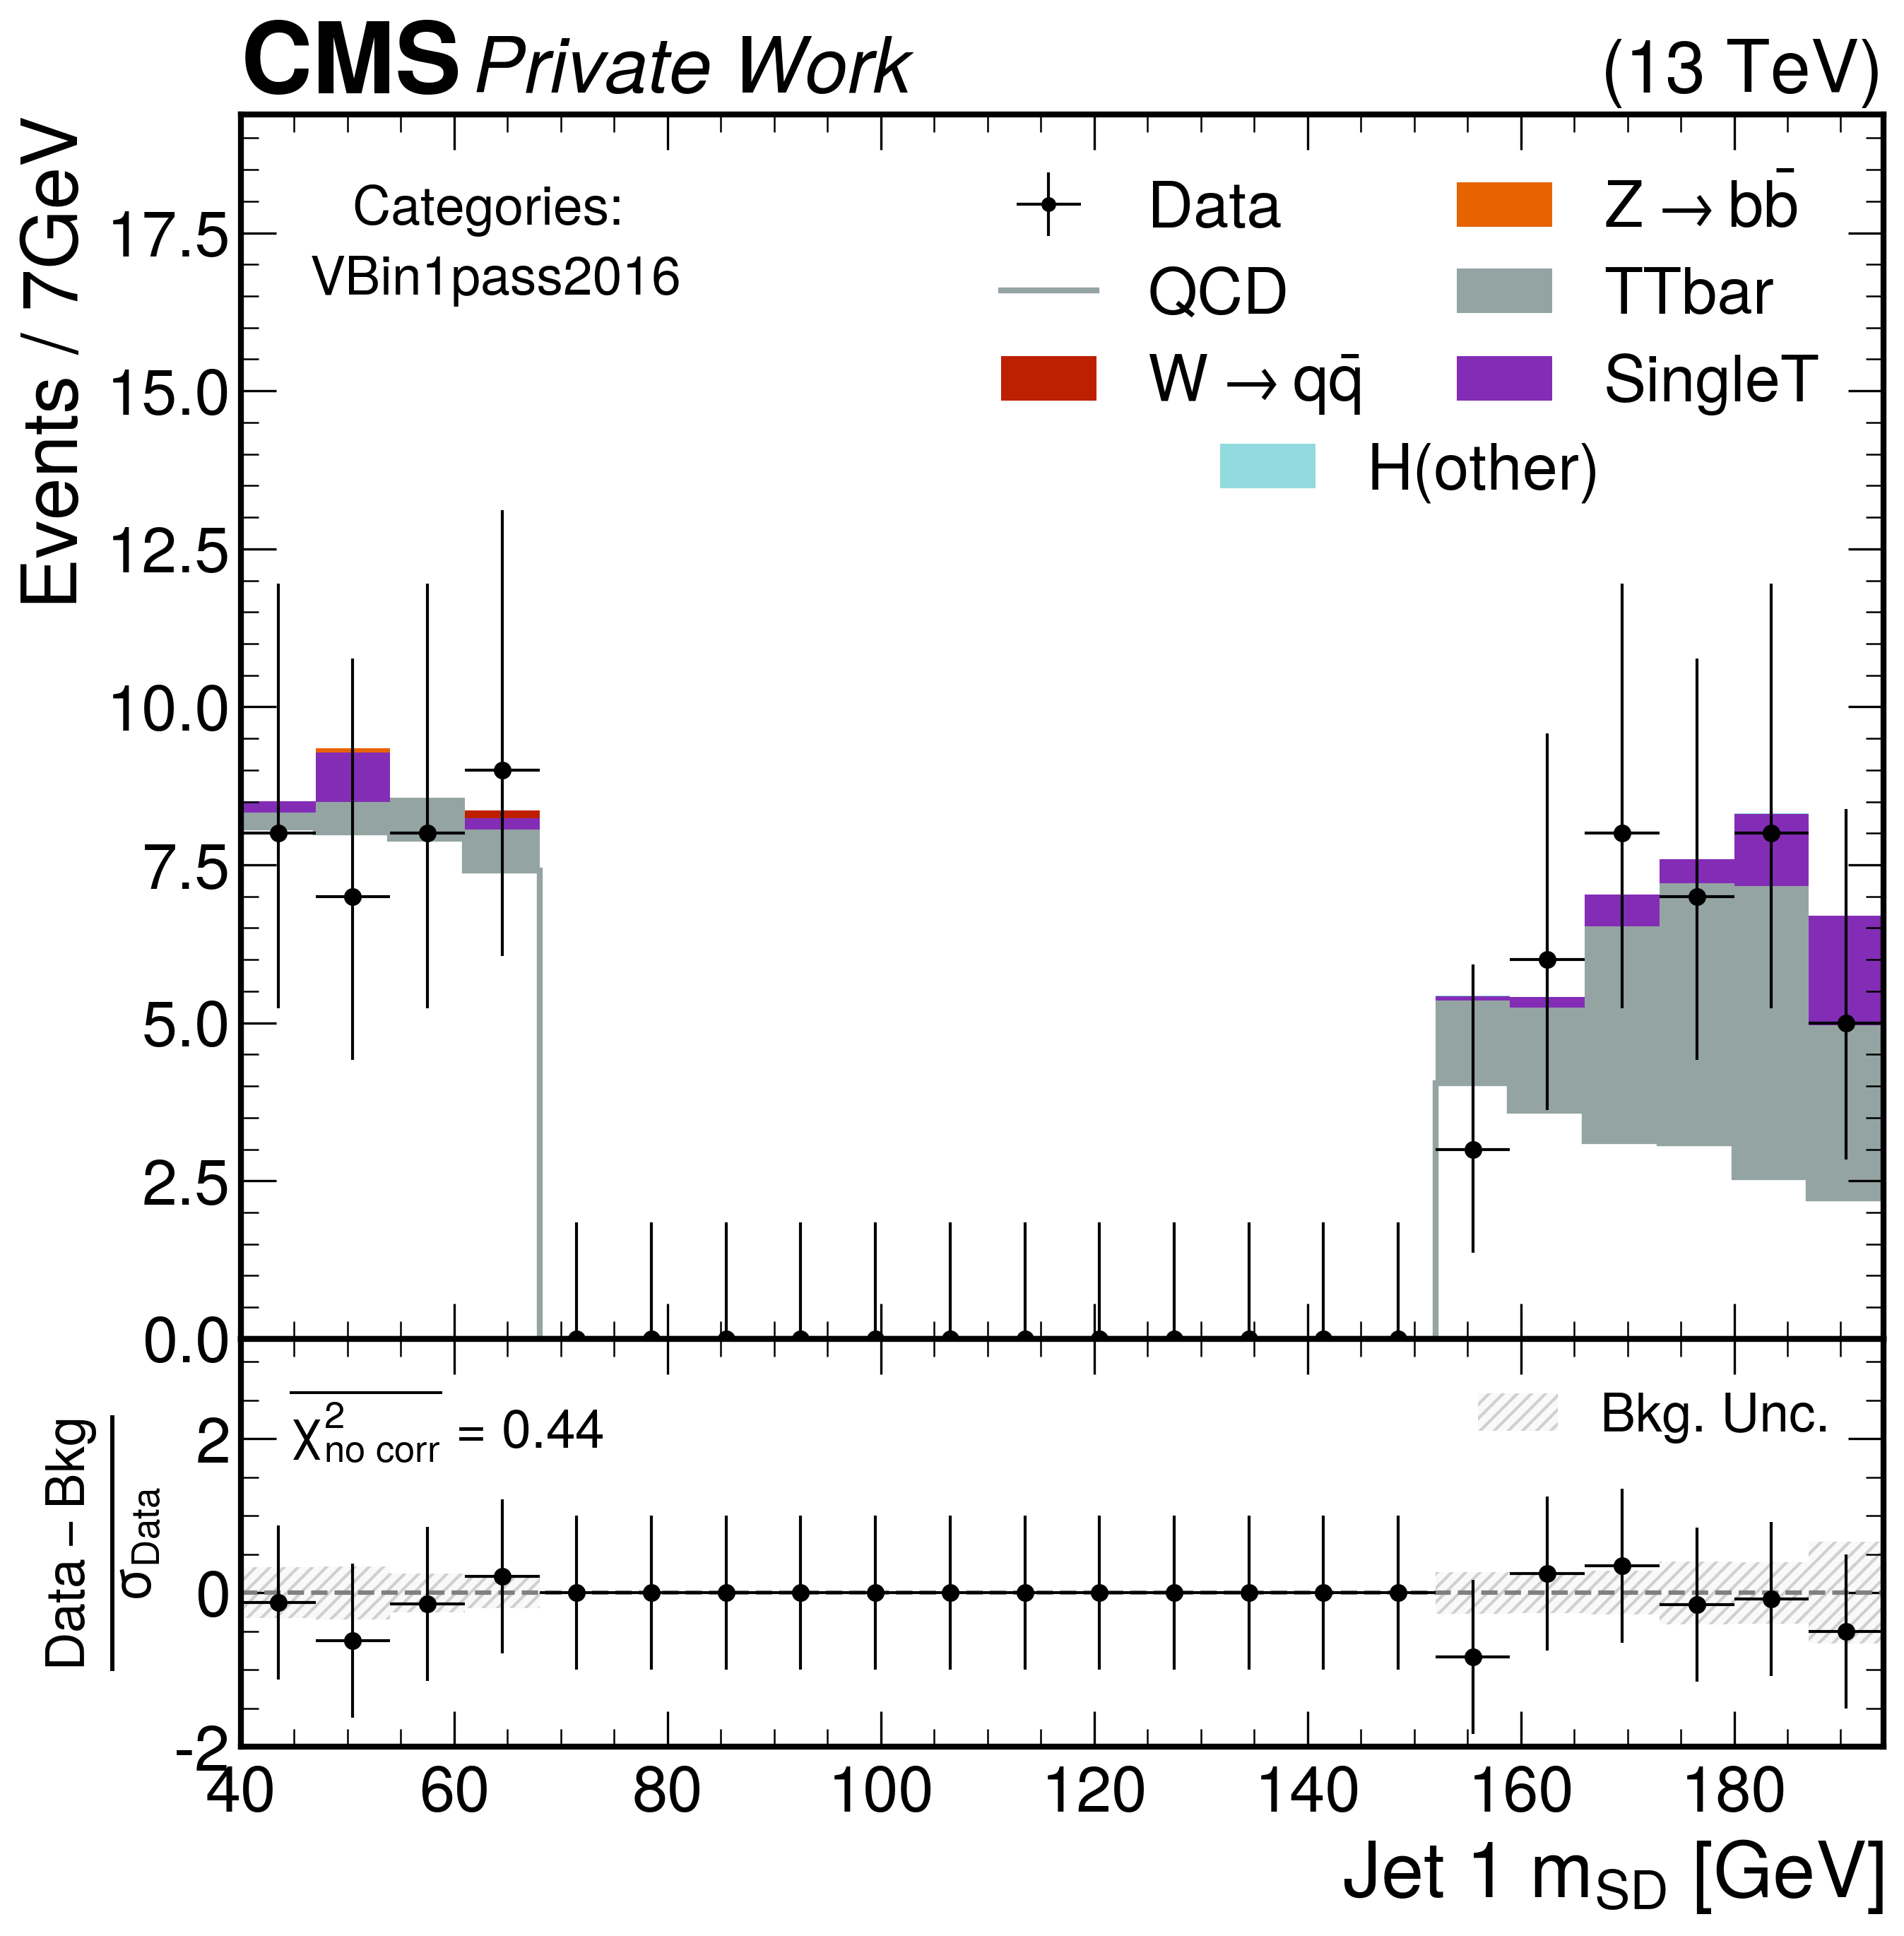 CMS Private Work (13 TeV)
Events / 7GeV
17.5
15.0
12.5
10.0
7.5
5.0
2.5
0.0
Categories:
VBin1pass2016
Data
QCD
W → qq̄
Z → bb̄
TTbar
SingleT
H(other)
Data − Bkg
σData
2
0
-2
χ²no corr = 0.44
Bkg. Unc.
40 60 80 100 120 140 160 180
Jet 1 mSD [GeV]